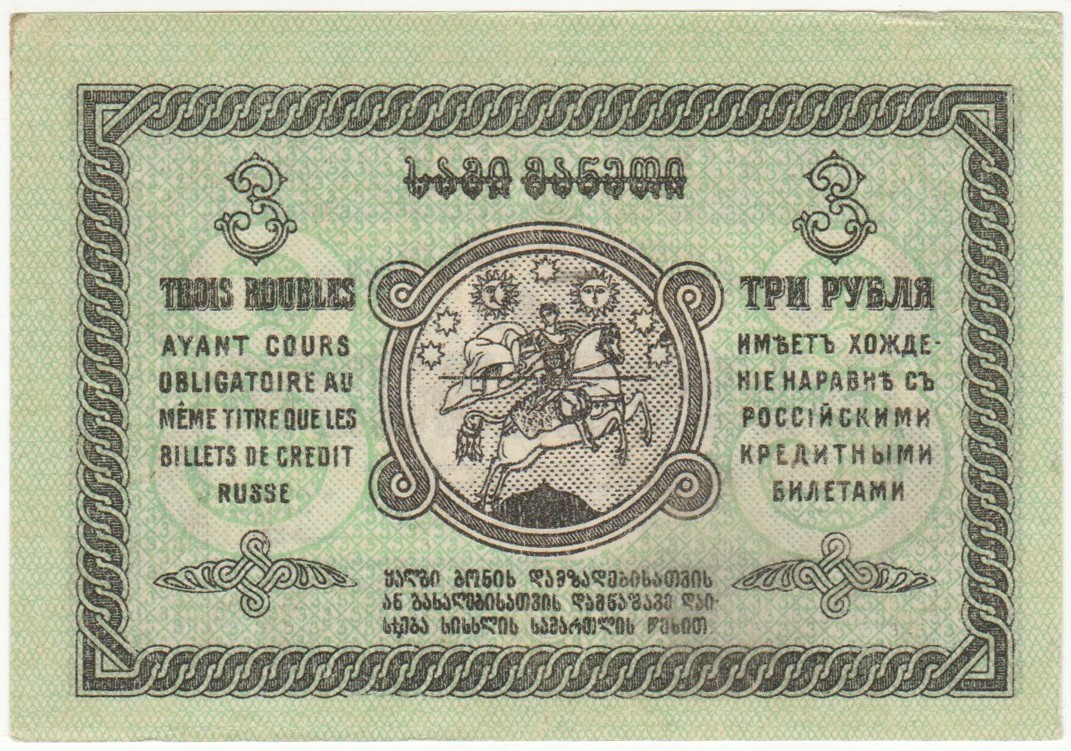 3
სამი მანეთი
3
TROIS ROUBLES
AYANT COURS
OBLIGATOIRE AU
MÊME TITRE QUE LES
BILLETS DE CREDIT
RUSSE
ТРИ РУБЛЯ
ИМѢЕТЪ ХОЖДЕ-
НІЕ НАРАВНѢ СЪ
РОССІЙСКИМИ
КРЕДИТНЫМИ
БИЛЕТАМИ
ყალბი ბონის დამზადებისათვის
ან გასაღებისათვის დამნაშავე დაი-
სჯება სისხლის სამართლის წესით.